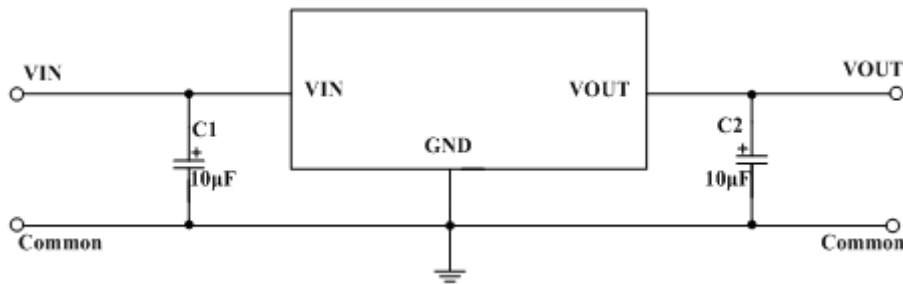 VIN
VOUT
VIN
VOUT
C1
+
10μF
GND
C2
+
10μF
Common
Common